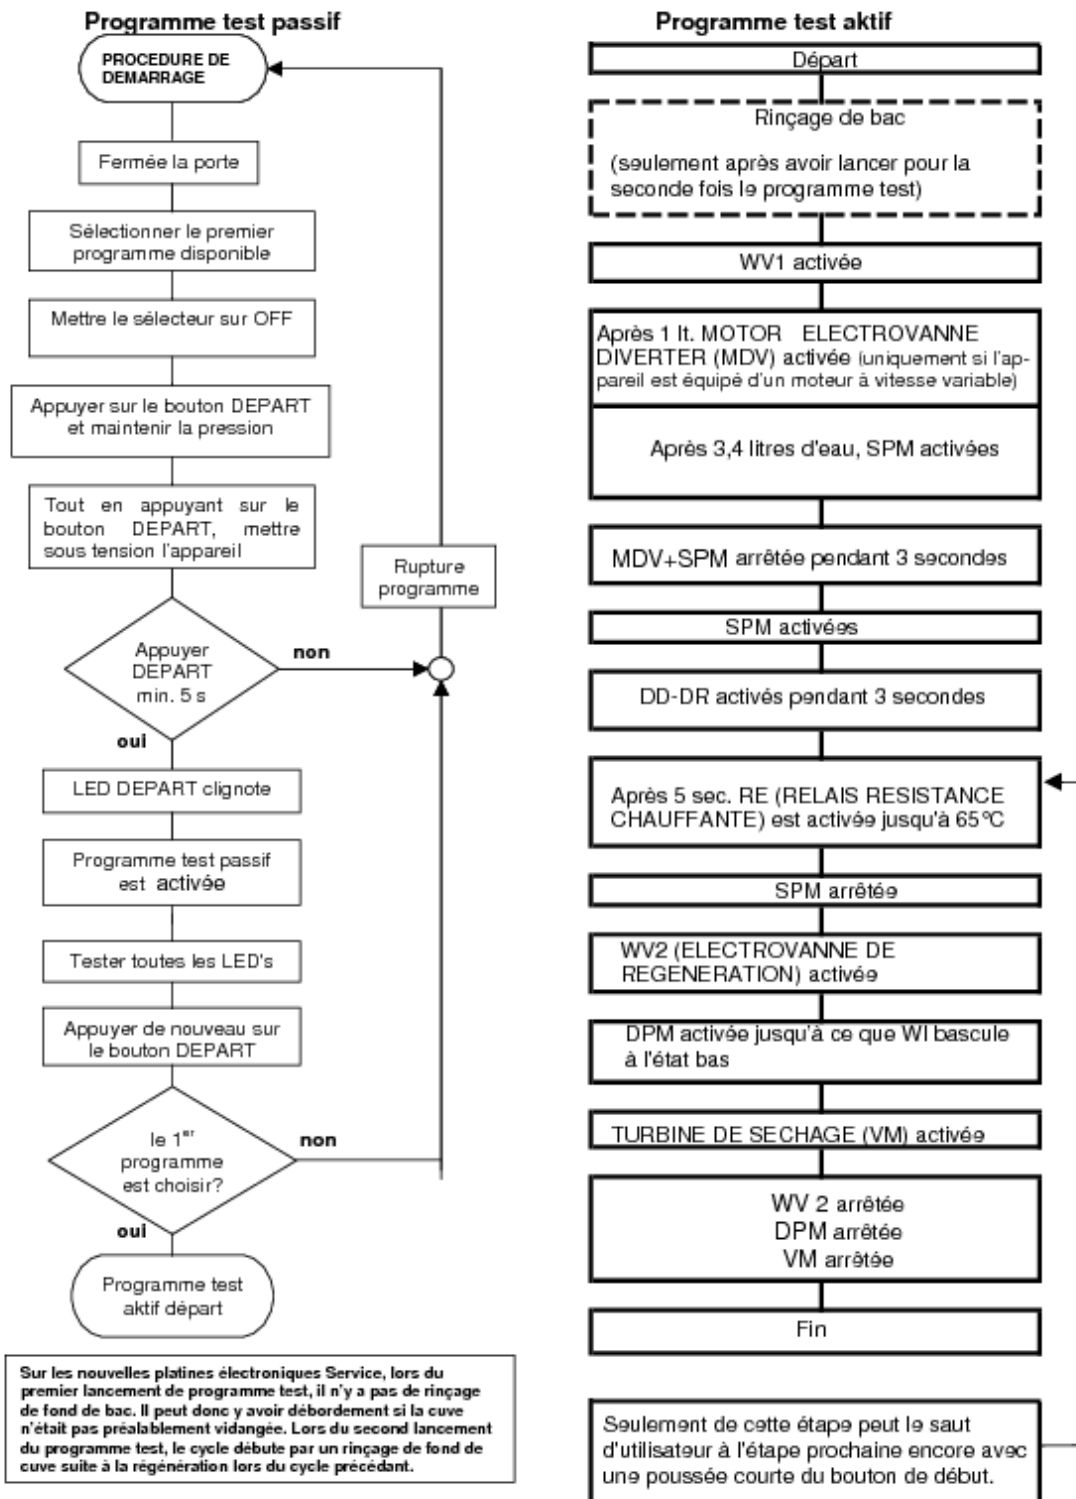 Programme test passif
PROCEDURE DE
DEMARRAGE
Fermée la porte
Sélectionner le premier
programme disponible
Mettre le sélecteur sur OFF
Appuyer sur le bouton DEPART
et maintenir la pression
Tout en appuyant sur le
bouton DEPART, mettre
sous tension l'appareil
Rupture
programme
Appuyer
DEPART
min. 5 s
non
oui
LED DEPART clignote
Programme test passif
est activée
Tester toutes les LED's
Appuyer de nouveau sur
le bouton DEPART
le 1er
programme
est choisir?
non
oui
Programme test
aktif départ
Sur les nouvelles platines électroniques Service, lors du
premier lancement de programme test, il n'y a pas de rinçage
de fond de bac. Il peut donc y avoir débordement si la cuve
n'était pas préalablement vidangée. Lors du second lancement
du programme test, le cycle débute par un rinçage de fond de
cuve suite à la régénération lors du cycle précédant.
Programme test aktif
Départ
Rinçage de bac
(seulement après avoir lancer pour la
seconde fois le programme test)
WV1 activée
Après 1 lt. MOTOR ELECTROVANNE
DIVERTER (MDV) activée (uniquement si l'ap-
pareil est équipé d'un moteur à vitesse variable)
Après 3,4 litres d'eau, SPM activées
MDV+SPM arrêtée pendant 3 secondes
SPM activées
DD-DR activés pendant 3 secondes
Après 5 sec. RE (RELAIS RESISTANCE
CHAUFFANTE) est activée jusqu'à 65°C
SPM arrêtée
WV2 (ELECTROVANNE DE
REGENERATION) activée
DPM activée jusqu'à ce que WI bascule
à l'état bas
TURBINE DE SECHAGE (VM) activée
WV 2 arrêtée
DPM arrêtée
VM arrêtée
Fin
Seulement de cette étape peut le saut
d'utilisateur à l'étape prochaine encore avec
une poussée courte du bouton de début.